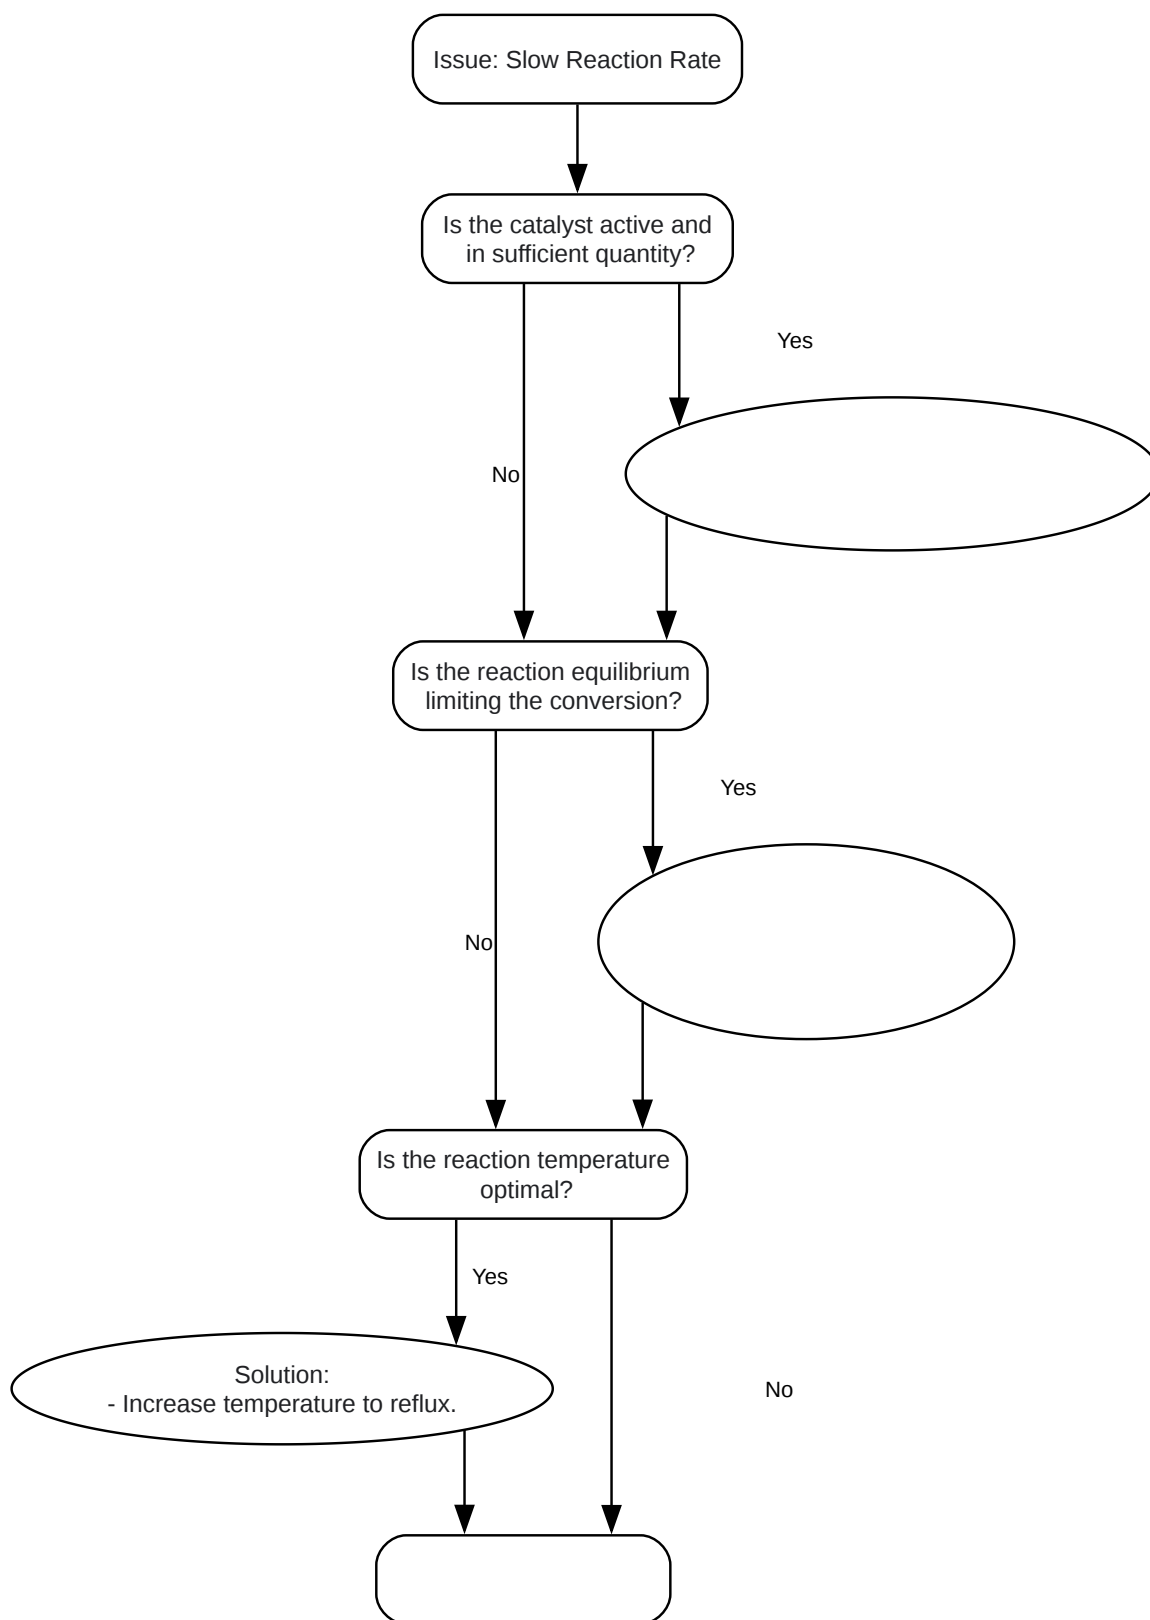 Issue: Slow Reaction Rate
Is the catalyst active and
in sufficient quantity?
Yes
No
Is the reaction equilibrium
limiting the conversion?
Yes
No
Is the reaction temperature
optimal?
Yes
Solution:
- Increase temperature to reflux.
No